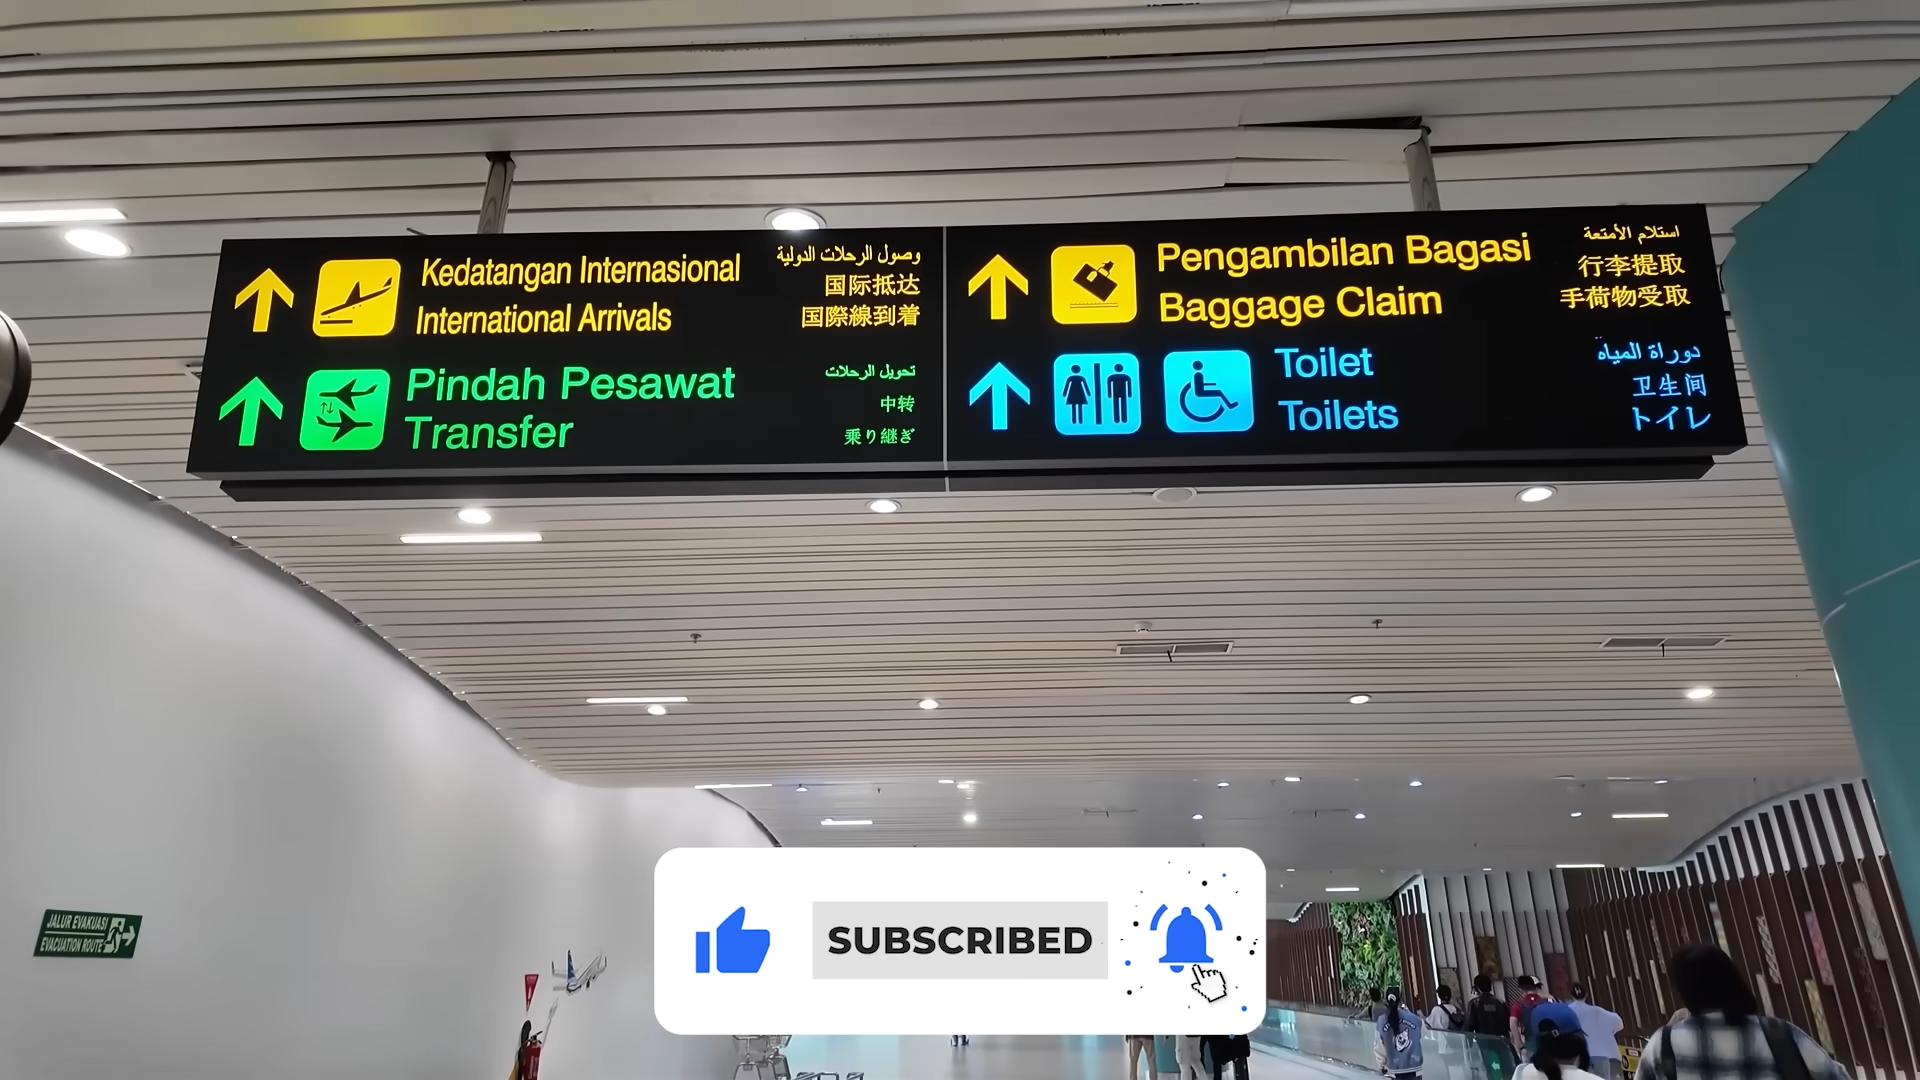 Kedatangan Internasional
International Arrivals
وصول الرحلات الدولية
国际抵达
国際線到着
Pindah Pesawat
Transfer
تحويل الرحلات
中转
乗り継ぎ
Pengambilan Bagasi
Baggage Claim
استلام الأمتعة
行李提取
手荷物受取
Toilet
Toilets
دوراة المياه
卫生间
トイレ
JALUR EVAKUASI
EVACUATION ROUTE
SUBSCRIBED